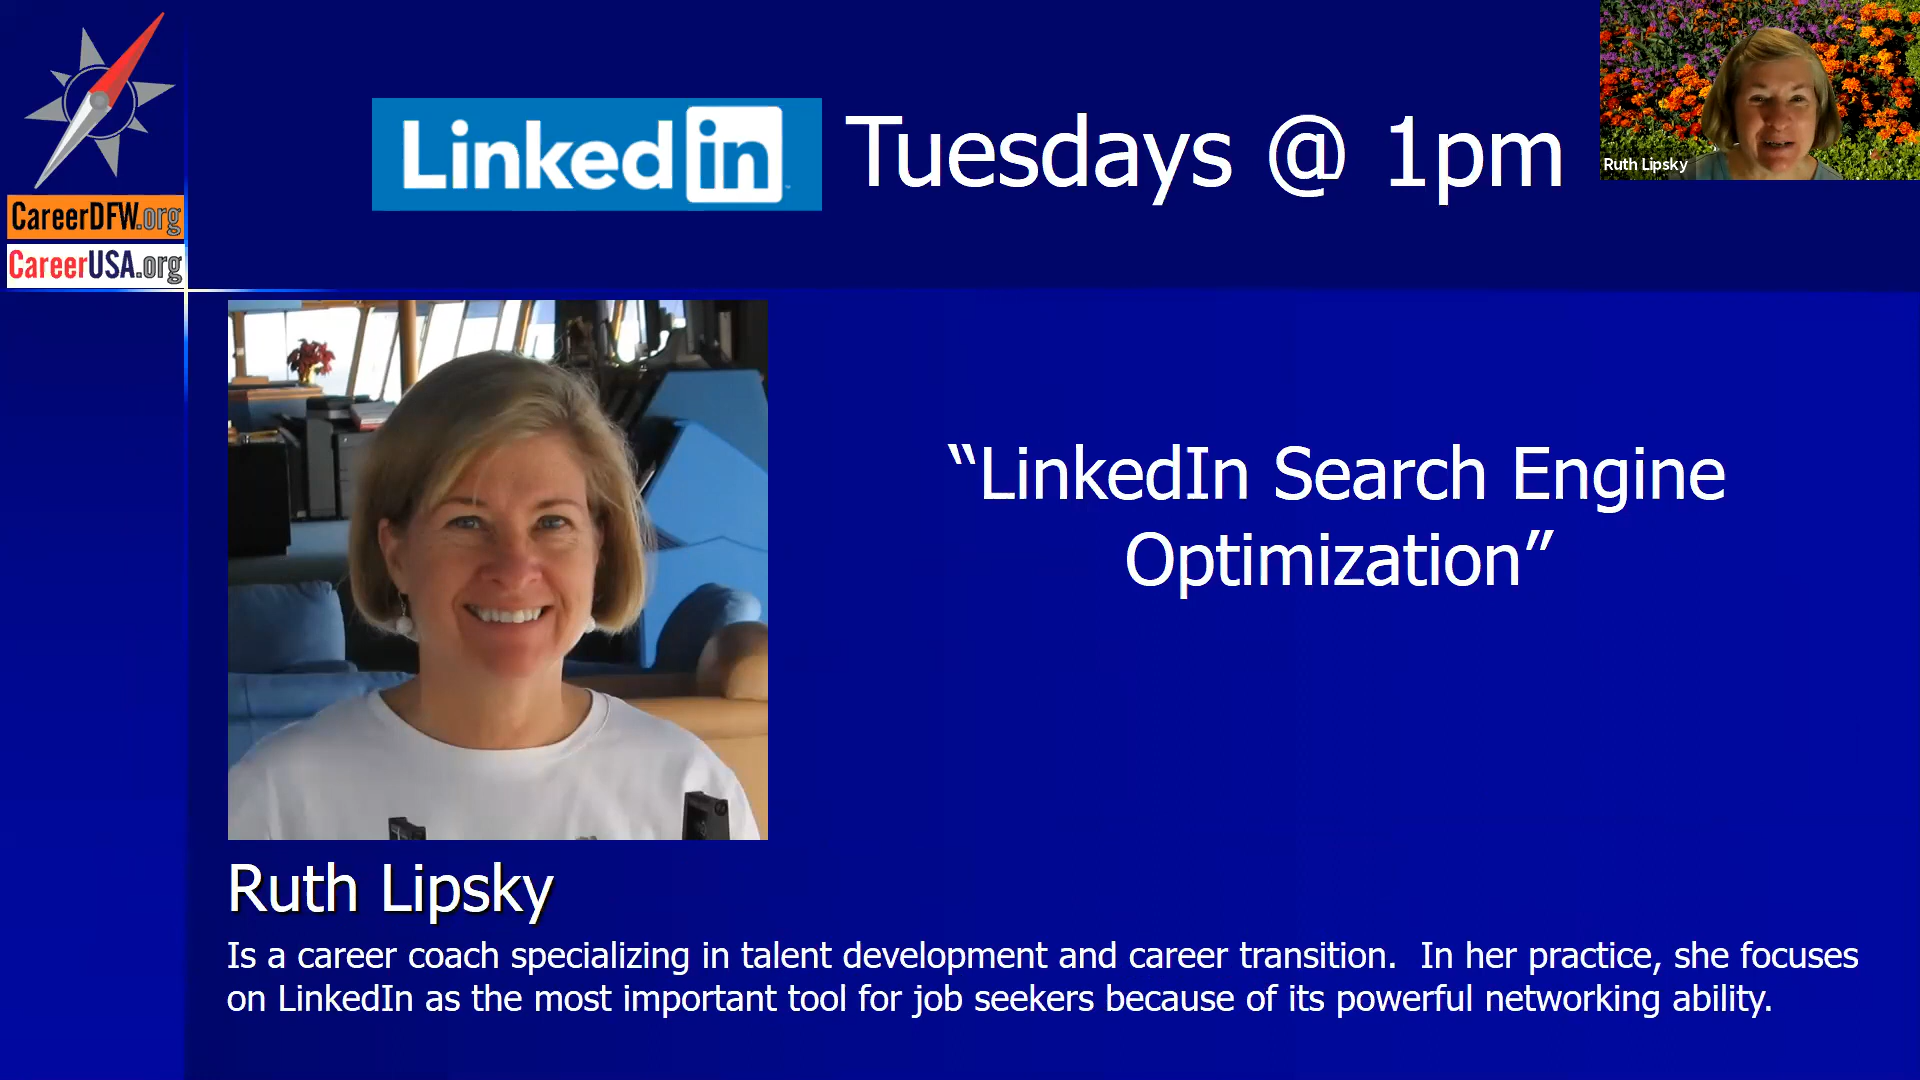 CareerDFW.org
CareerUSA.org
Linked in Tuesdays @ 1pm
Ruth Lipsky
“LinkedIn Search Engine
Optimization”
Ruth Lipsky
Is a career coach specializing in talent development and career transition. In her practice, she focuses
on LinkedIn as the most important tool for job seekers because of its powerful networking ability.